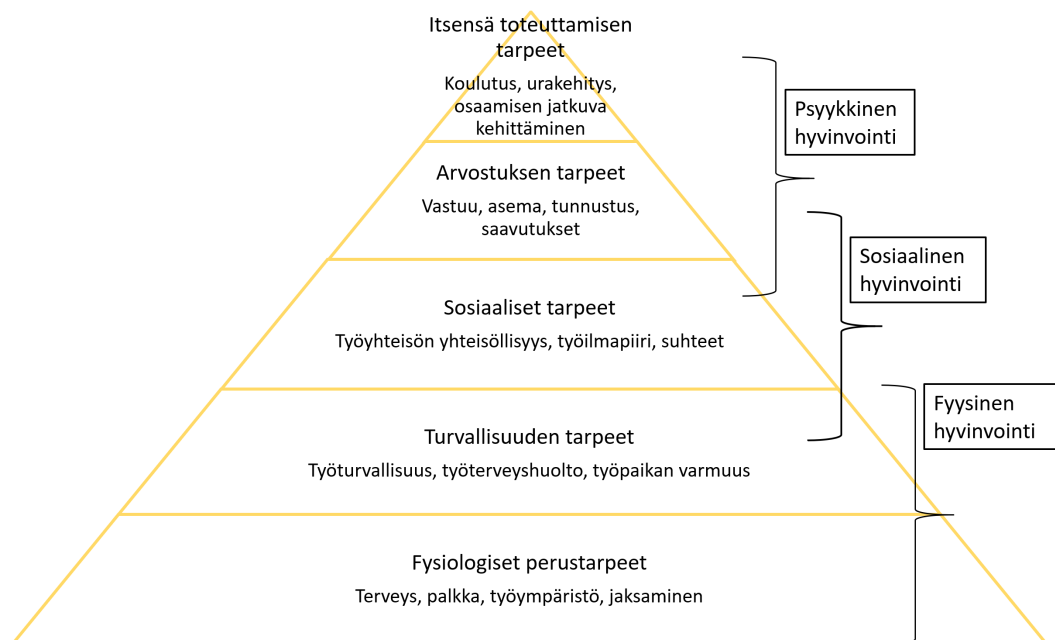 Itsensä toteuttamisen
tarpeet
Koulutus, urakehitys,
osaamisen jatkuva
kehittäminen
Psyykkinen
hyvinvointi
Arvostuksen tarpeet
Vastuu, asema, tunnustus,
saavutukset
Sosiaalinen
hyvinvointi
Sosiaaliset tarpeet
Työyhteisön yhteisöllisyys, työilmapiiri, suhteet
Fyysinen
hyvinvointi
Turvallisuuden tarpeet
Työturvallisuus, työterveyshuolto, työpaikan varmuus
Fysiologiset perustarpeet
Terveys, palkka, työympäristö, jaksaminen